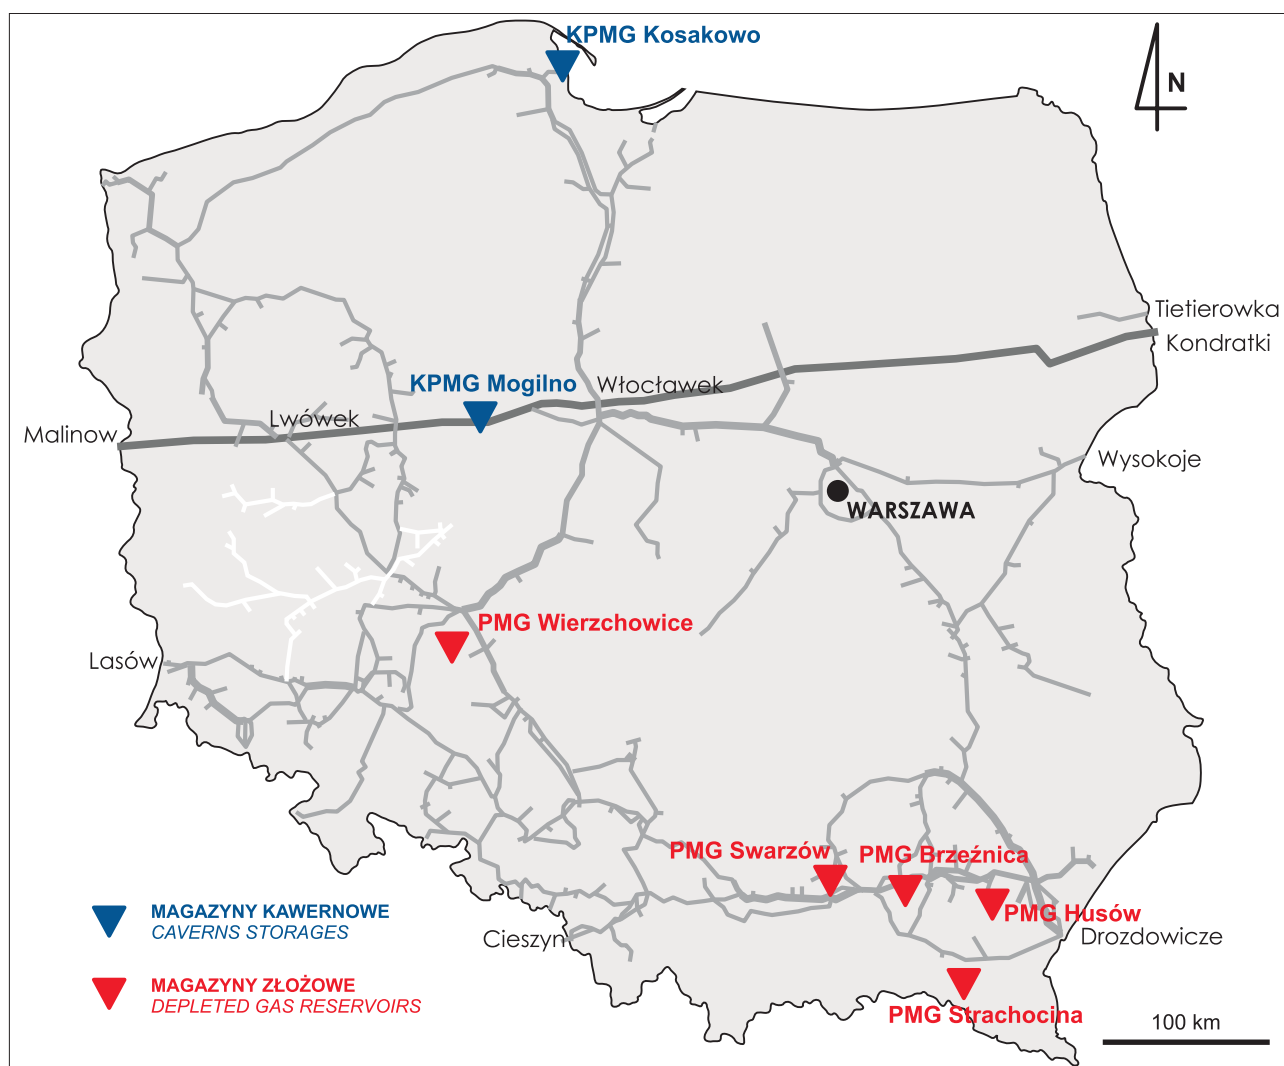 KPMG Kosakowo
N
Tietierowka
Kondratki
KPMG Mogilno
Włocławek
Lwówek
Malinow
Wysokoje
WARSZAWA
PMG Wierzchowice
Lasów
PMG Swarzów
PMG Brzeźnica
PMG Husów
Drozdowicze
Cieszyn
MAGAZYNY KAWERNOWE
CAVERNS STORAGES
MAGAZYNY ZŁOŻOWE
DEPLETED GAS RESERVOIRS
PMG Strachocina
100 km